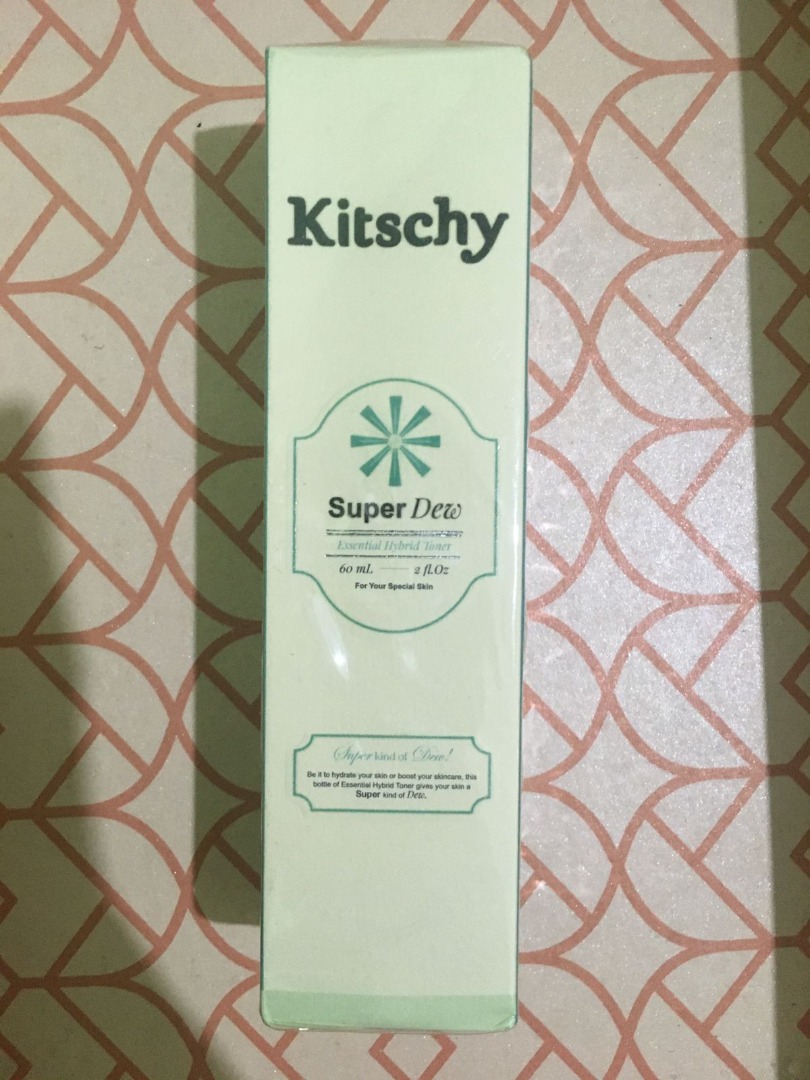 Kitschy
Super Dew
Essential Hybrid Toner
60 mL 2 fl.Oz
For Your Special Skin
Super kind of Dew!
Be it to hydrate your skin or boost your skincare, this
bottle of Essential Hybrid Toner gives your skin a
Super kind of Dew.